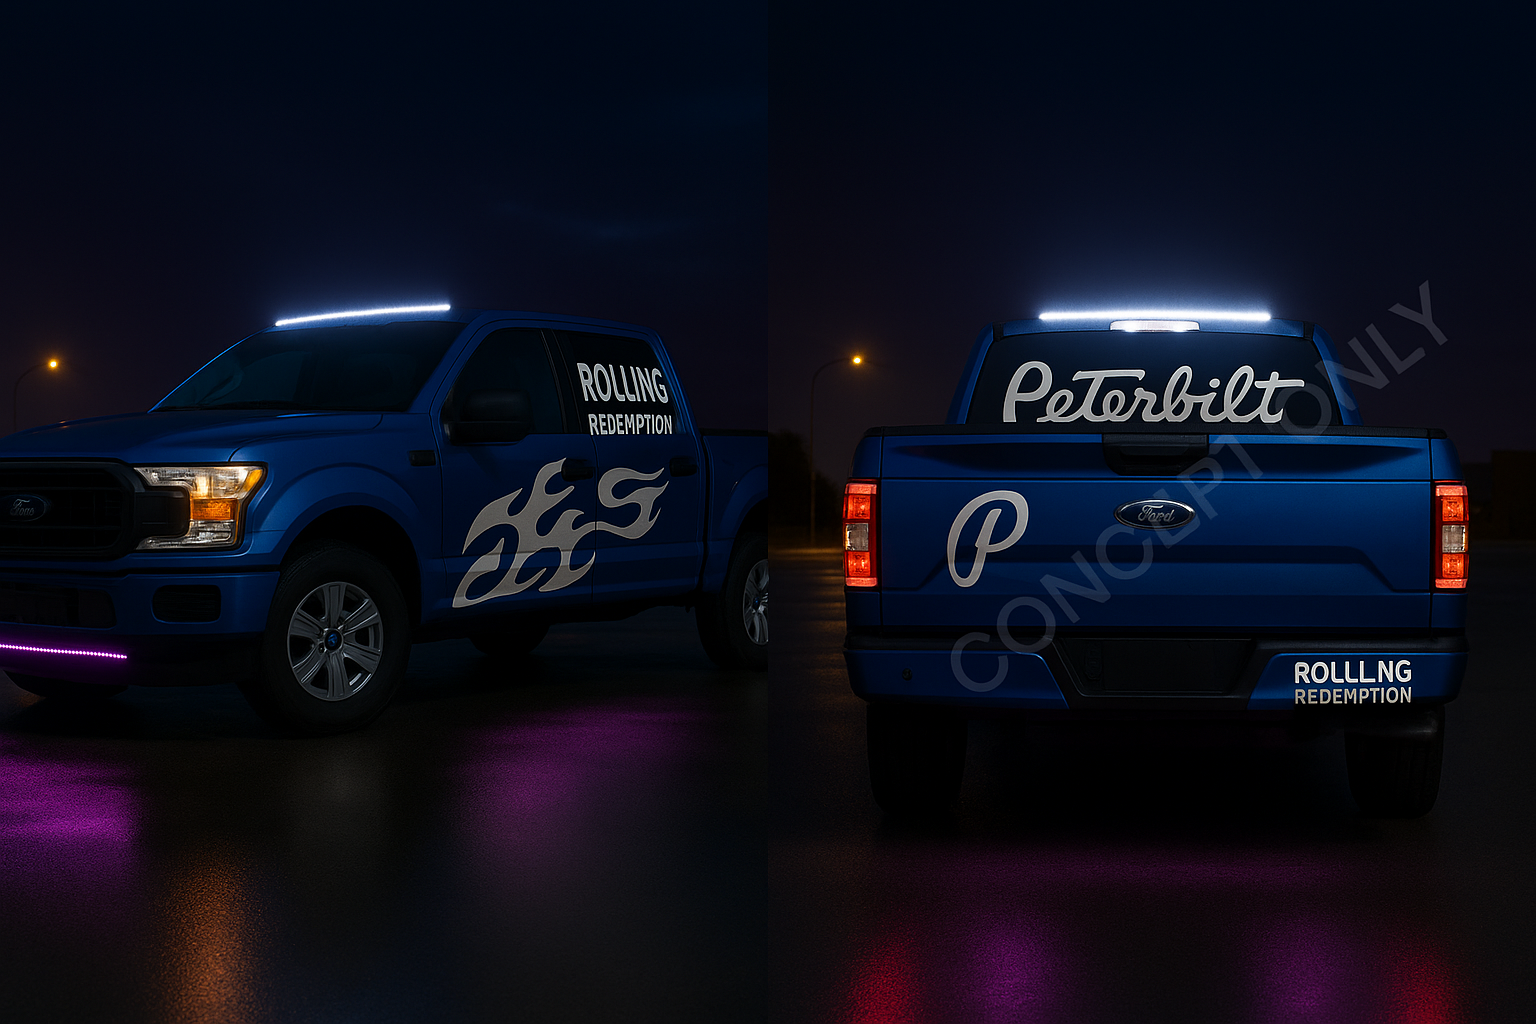 ROLLING
REDEMPTION
Peterbilt
P
Ford
ROLLLNG
REDEMPTION
CONCEPT ONLY